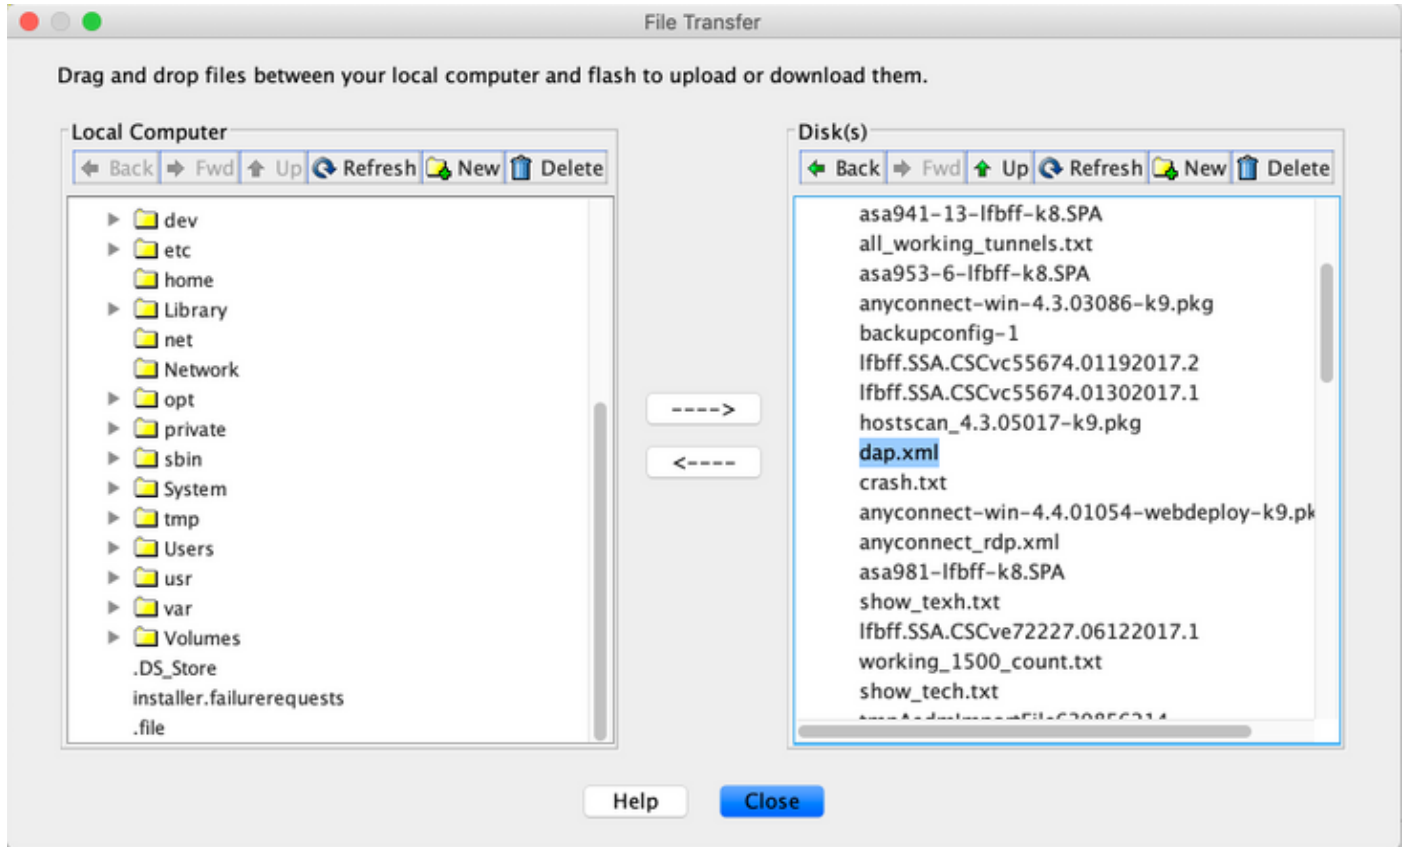 File Transfer
Drag and drop files between your local computer and flash to upload or download them.
Local Computer
Back Fwd Up Refresh New Delete
dev
etc
home
Library
net
Network
opt
private
sbin
System
tmp
Users
usr
var
Volumes
.DS_Store
installer.failurerequests
.file
---->
<----
Disk(s)
Back Fwd Up Refresh New Delete
asa941-13-lfbff-k8.SPA
all_working_tunnels.txt
asa953-6-lfbff-k8.SPA
anyconnect-win-4.3.03086-k9.pkg
backupconfig-1
lfbff.SSA.CSCvc55674.01192017.2
lfbff.SSA.CSCvc55674.01302017.1
hostscan_4.3.05017-k9.pkg
dap.xml
crash.txt
anyconnect-win-4.4.01054-webdeploy-k9.pk
anyconnect_rdp.xml
asa981-lfbff-k8.SPA
show_texh.txt
lfbff.SSA.CSCve72227.06122017.1
working_1500_count.txt
show_tech.txt
Help
Close